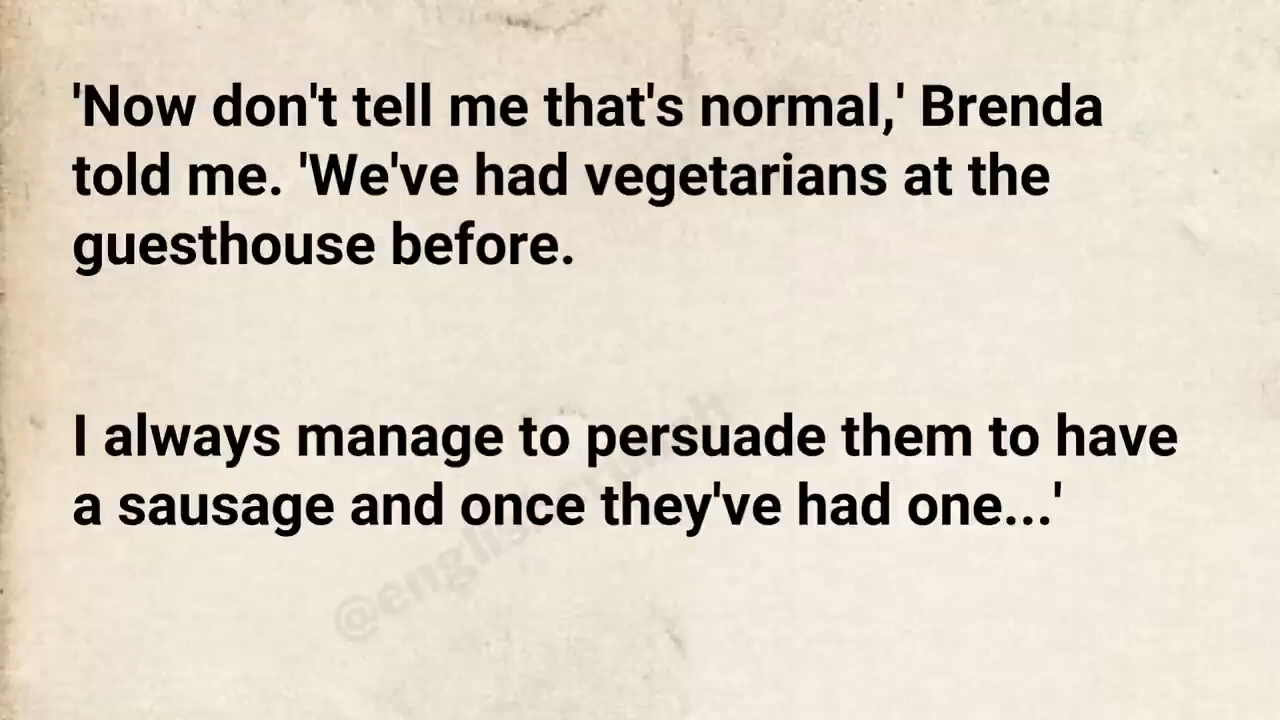 'Now don't tell me that's normal,' Brenda
told me. 'We've had vegetarians at the
guesthouse before.
I always manage to persuade them to have
a sausage and once they've had one...'